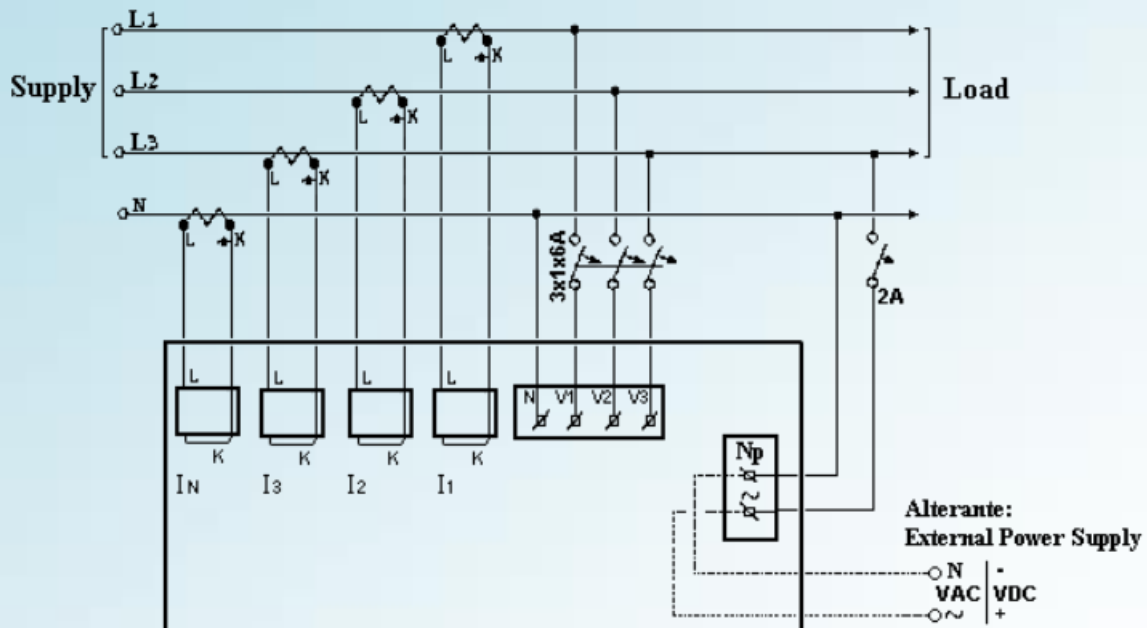 L1
L K
Supply
L2
L K
Load
L3
L K
N
L K
3x1x6A
2A
L L L L
N V1 V2 V3
K K K K
IN I3 I2 I1
Np
~
Alterante:
External Power Supply
N -
VAC VDC
~ +